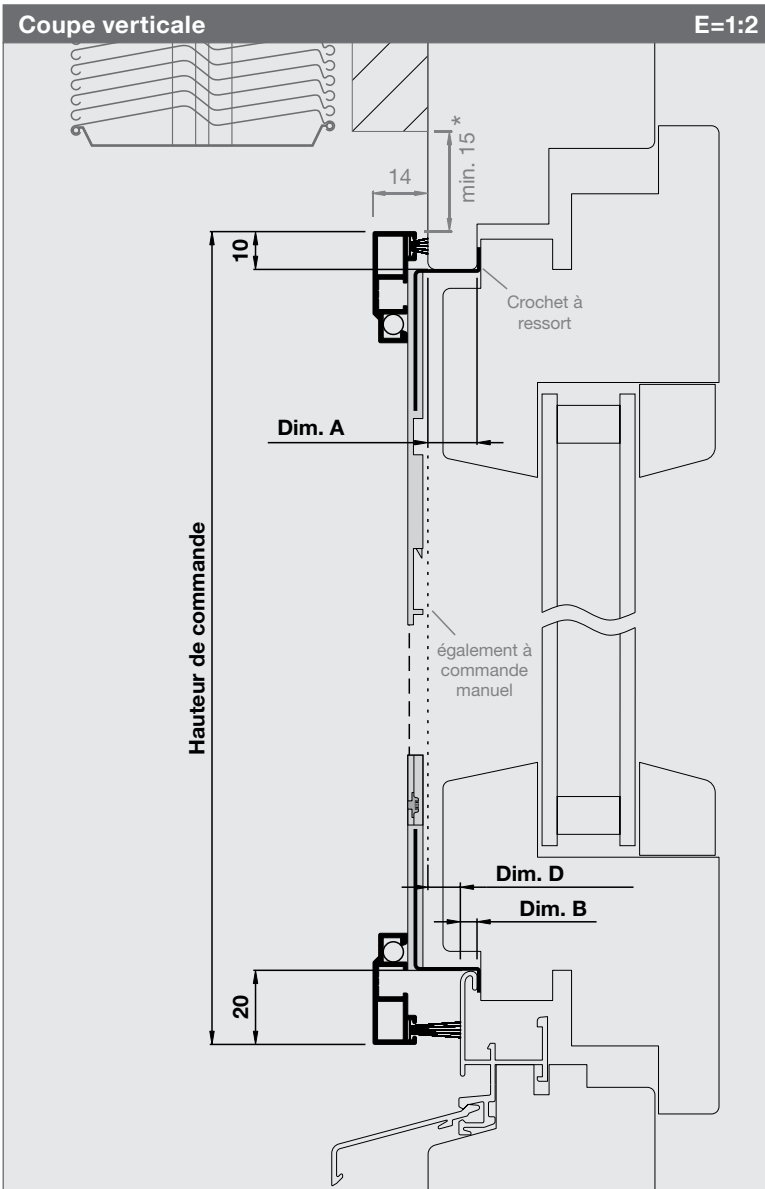 Coupe verticale
E=1:2
min. 15*
14
10
Crochet à
ressort
Dim. A
Hauteur de commande
également à
commande
manuel
Dim. D
Dim. B
20